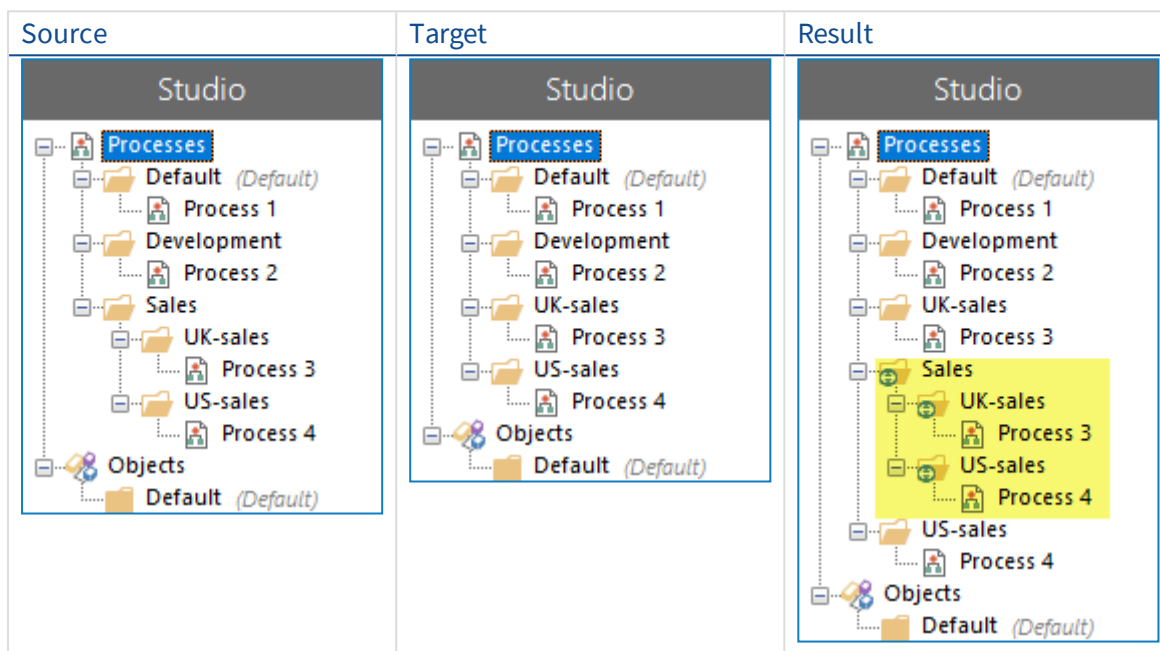 Source
Studio
Processes
Default (Default)
Process 1
Development
Process 2
Sales
UK-sales
Process 3
US-sales
Process 4
Objects
Default (Default)
Target
Studio
Processes
Default (Default)
Process 1
Development
Process 2
UK-sales
Process 3
US-sales
Process 4
Objects
Default (Default)
Result
Studio
Processes
Default (Default)
Process 1
Development
Process 2
UK-sales
Process 3
Sales
UK-sales
Process 3
US-sales
Process 4
US-sales
Process 4
Objects
Default (Default)